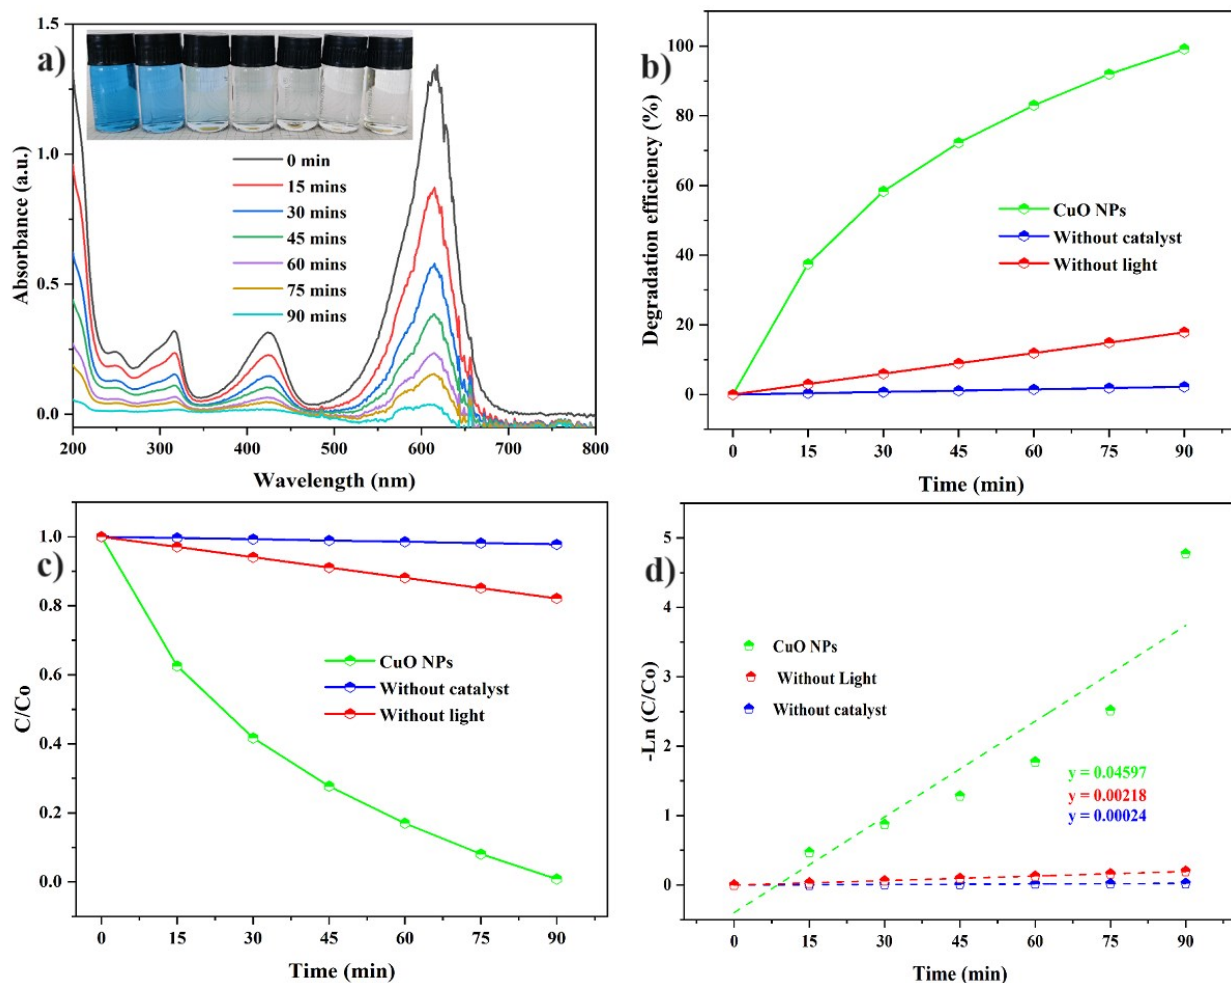 a)
1.5
1.0
0.5
0.0
Absorbance (a.u.)
0 min
15 mins
30 mins
45 mins
60 mins
75 mins
90 mins
200 300 400 500 600 700 800
Wavelength (nm)
b)
100
80
60
40
20
0
Degradation efficiency (%)
CuO NPs
Without catalyst
Without light
0 15 30 45 60 75 90
Time (min)
c)
1.0
0.8
0.6
0.4
0.2
0.0
C/Co
CuO NPs
Without catalyst
Without light
0 15 30 45 60 75 90
Time (min)
d)
5
4
3
2
1
0
-Ln (C/Co)
CuO NPs
Without Light
Without catalyst
y = 0.04597
y = 0.00218
y = 0.00024
0 15 30 45 60 75 90
Time (min)